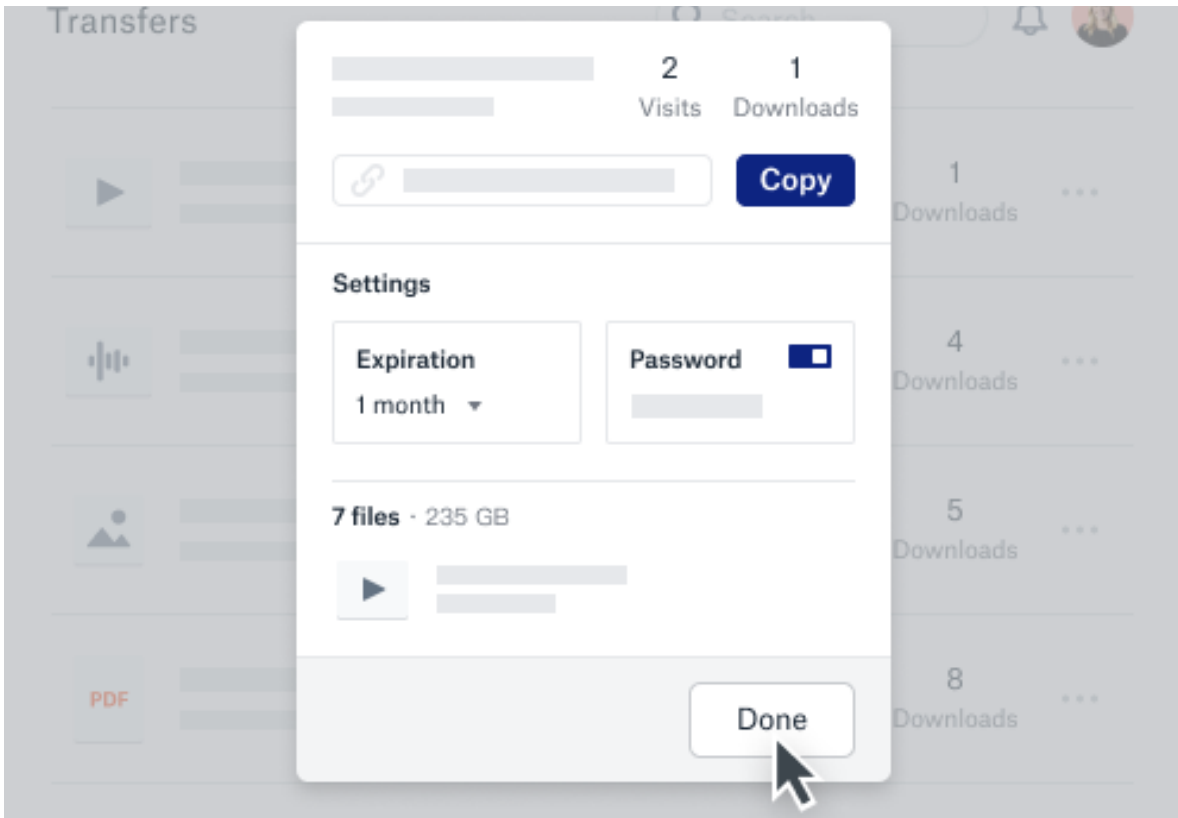 Transfers
Search
2
Visits
1
Downloads
Copy
1
Downloads
Settings
Expiration
1 month
Password
4
Downloads
7 files · 235 GB
5
Downloads
PDF
8
Downloads
Done